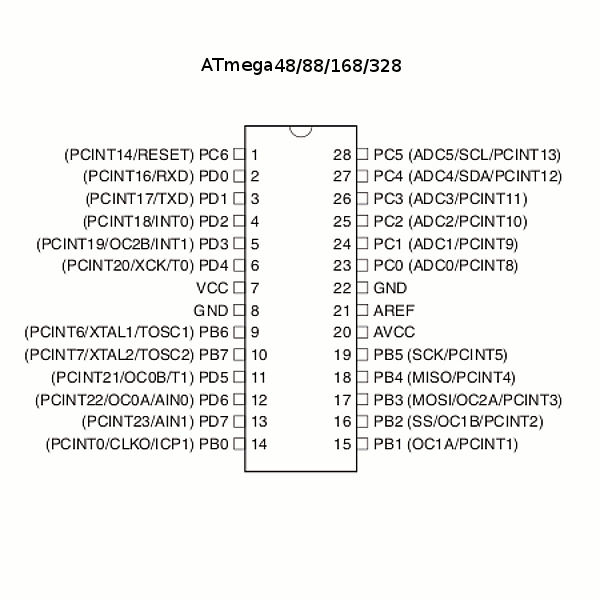 ATmega48/88/168/328
(PCINT14/RESET) PC6 1 28 PC5 (ADC5/SCL/PCINT13)
(PCINT16/RXD) PD0 2 27 PC4 (ADC4/SDA/PCINT12)
(PCINT17/TXD) PD1 3 26 PC3 (ADC3/PCINT11)
(PCINT18/INT0) PD2 4 25 PC2 (ADC2/PCINT10)
(PCINT19/OC2B/INT1) PD3 5 24 PC1 (ADC1/PCINT9)
(PCINT20/XCK/T0) PD4 6 23 PC0 (ADC0/PCINT8)
VCC 7 22 GND
GND 8 21 AREF
(PCINT6/XTAL1/TOSC1) PB6 9 20 AVCC
(PCINT7/XTAL2/TOSC2) PB7 10 19 PB5 (SCK/PCINT5)
(PCINT21/OC0B/T1) PD5 11 18 PB4 (MISO/PCINT4)
(PCINT22/OC0A/AIN0) PD6 12 17 PB3 (MOSI/OC2A/PCINT3)
(PCINT23/AIN1) PD7 13 16 PB2 (SS/OC1B/PCINT2)
(PCINT0/CLKO/ICP1) PB0 14 15 PB1 (OC1A/PCINT1)